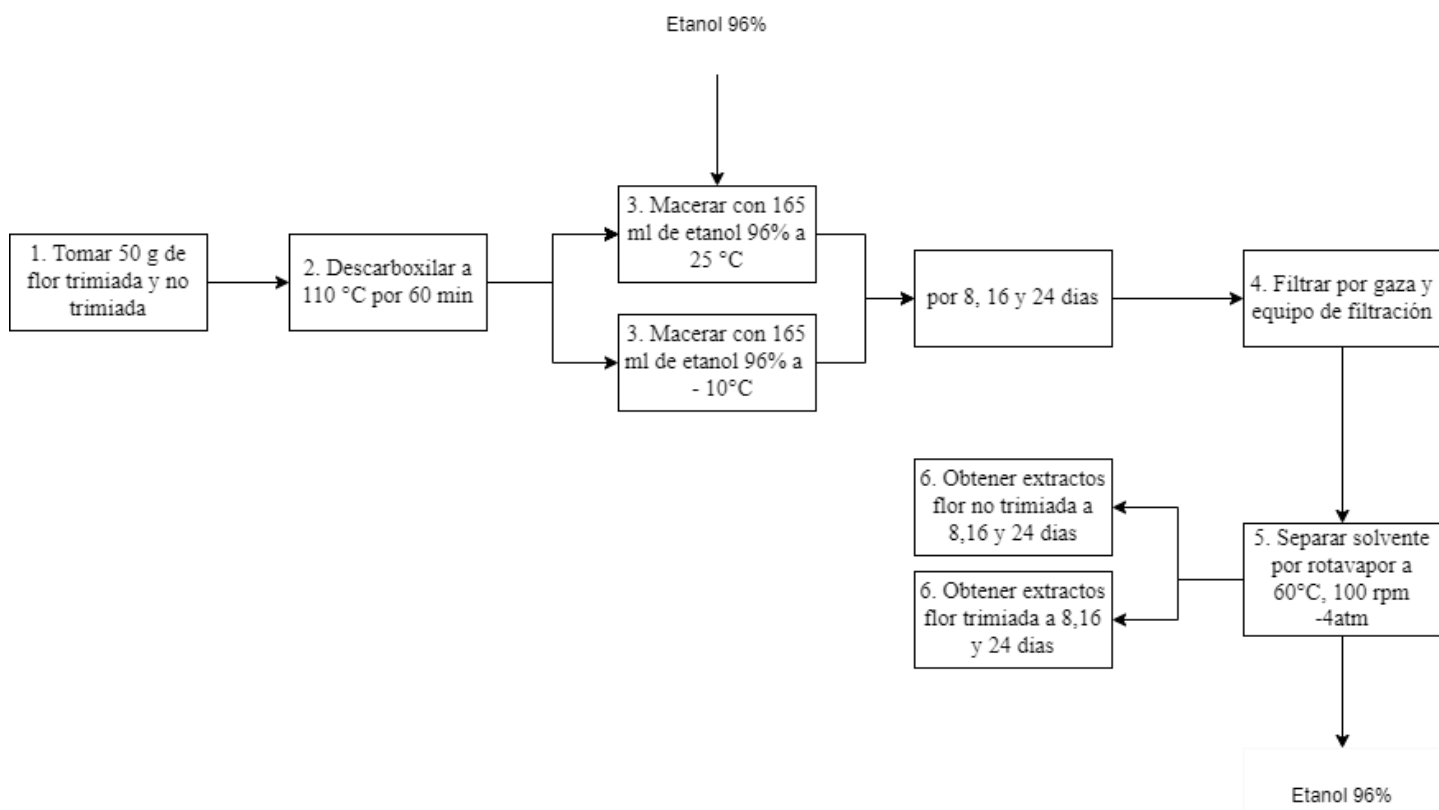 Etanol 96%
1. Tomar 50 g de
flor trimiada y no
trimiada
2. Descarboxilar a
110 °C por 60 min
3. Macerar con 165
ml de etanol 96% a
25 °C
3. Macerar con 165
ml de etanol 96% a
- 10°C
por 8, 16 y 24 dias
4. Filtrar por gaza y
equipo de filtración
5. Separar solvente
por rotavapor a
60°C, 100 rpm
-4atm
6. Obtener extractos
flor no trimiada a
8,16 y 24 dias
6. Obtener extractos
flor trimiada a 8,16
y 24 dias
Etanol 96%